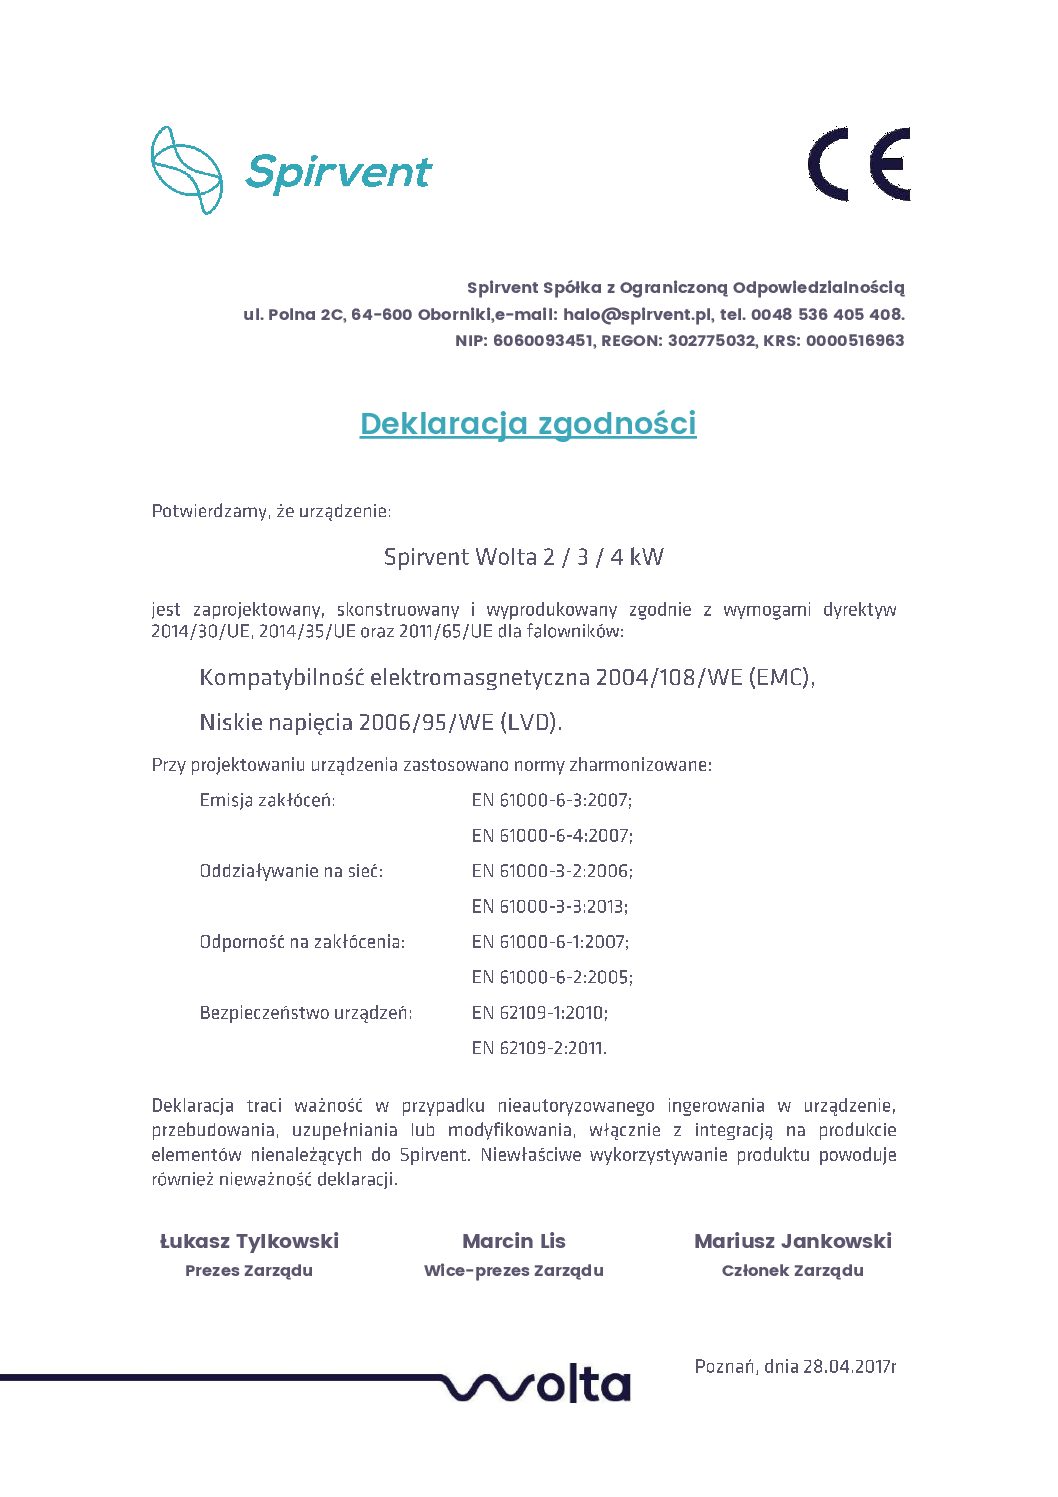 Spirvent
CE
Spirvent Spółka z Ograniczoną Odpowiedzialnością
ul. Polna 2C, 64-600 Oborniki,e-mail: halo@spirvent.pl, tel. 0048 536 405 408.
NIP: 6060093451, REGON: 302775032, KRS: 0000516963
Deklaracja zgodności
Potwierdzamy, że urządzenie:
Spirvent Wolta 2 / 3 / 4 kW
jest zaprojektowany, skonstruowany i wyprodukowany zgodnie z wymogami dyrektyw
2014/30/UE, 2014/35/UE oraz 2011/65/UE dla falowników:
Kompatybilność elektromasgnetyczna 2004/108/WE (EMC),
Niskie napięcia 2006/95/WE (LVD).
Przy projektowaniu urządzenia zastosowano normy zharmonizowane:
Emisja zakłóceń: EN 61000-6-3:2007;
EN 61000-6-4:2007;
Oddziaływanie na sieć: EN 61000-3-2:2006;
EN 61000-3-3:2013;
Odporność na zakłócenia: EN 61000-6-1:2007;
EN 61000-6-2:2005;
Bezpieczeństwo urządzeń: EN 62109-1:2010;
EN 62109-2:2011.
Deklaracja traci ważność w przypadku nieautoryzowanego ingerowania w urządzenie,
przebudowania, uzupełniania lub modyfikowania, włącznie z integracją na produkcie
elementów nienależących do Spirvent. Niewłaściwe wykorzystywanie produktu powoduje
również nieważność deklaracji.
Łukasz Tylkowski Marcin Lis Mariusz Jankowski
Prezes Zarządu Wice-prezes Zarządu Członek Zarządu
Poznań, dnia 28.04.2017r
wolta